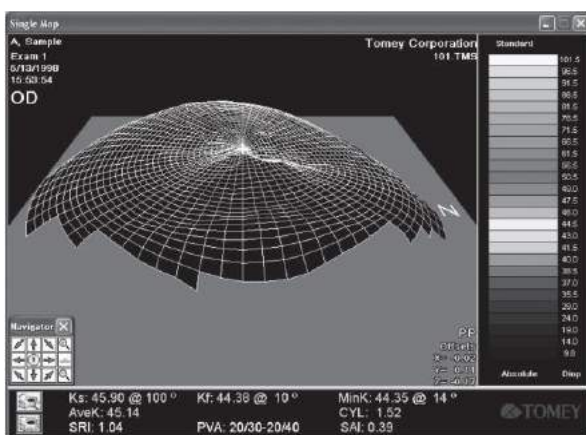 Single Map
A, Sample
Exam 1
5/13/1998
15:53:54
OD
Tomey Corporation
101.TMS
N
Navigator
PP
Offsets
X= 0.02
Standard
101.5
96.5
91.5
86.5
81.5
76.5
71.5
66.5
61.5
56.5
50.5
49.0
47.5
46.0
44.5
43.0
41.5
40.0
38.5
37.0
35.5
29.0
24.0
19.0
14.0
9.0
Absolute Diop
Ks: 45.90 @ 100 ° Kf: 44.38 @ 10 ° MinK: 44.35 @ 14 °
AveK: 45.14 CYL: 1.52
SRI: 1.04 PVA: 20/30-20/40 SAI: 0.39
TOMEY